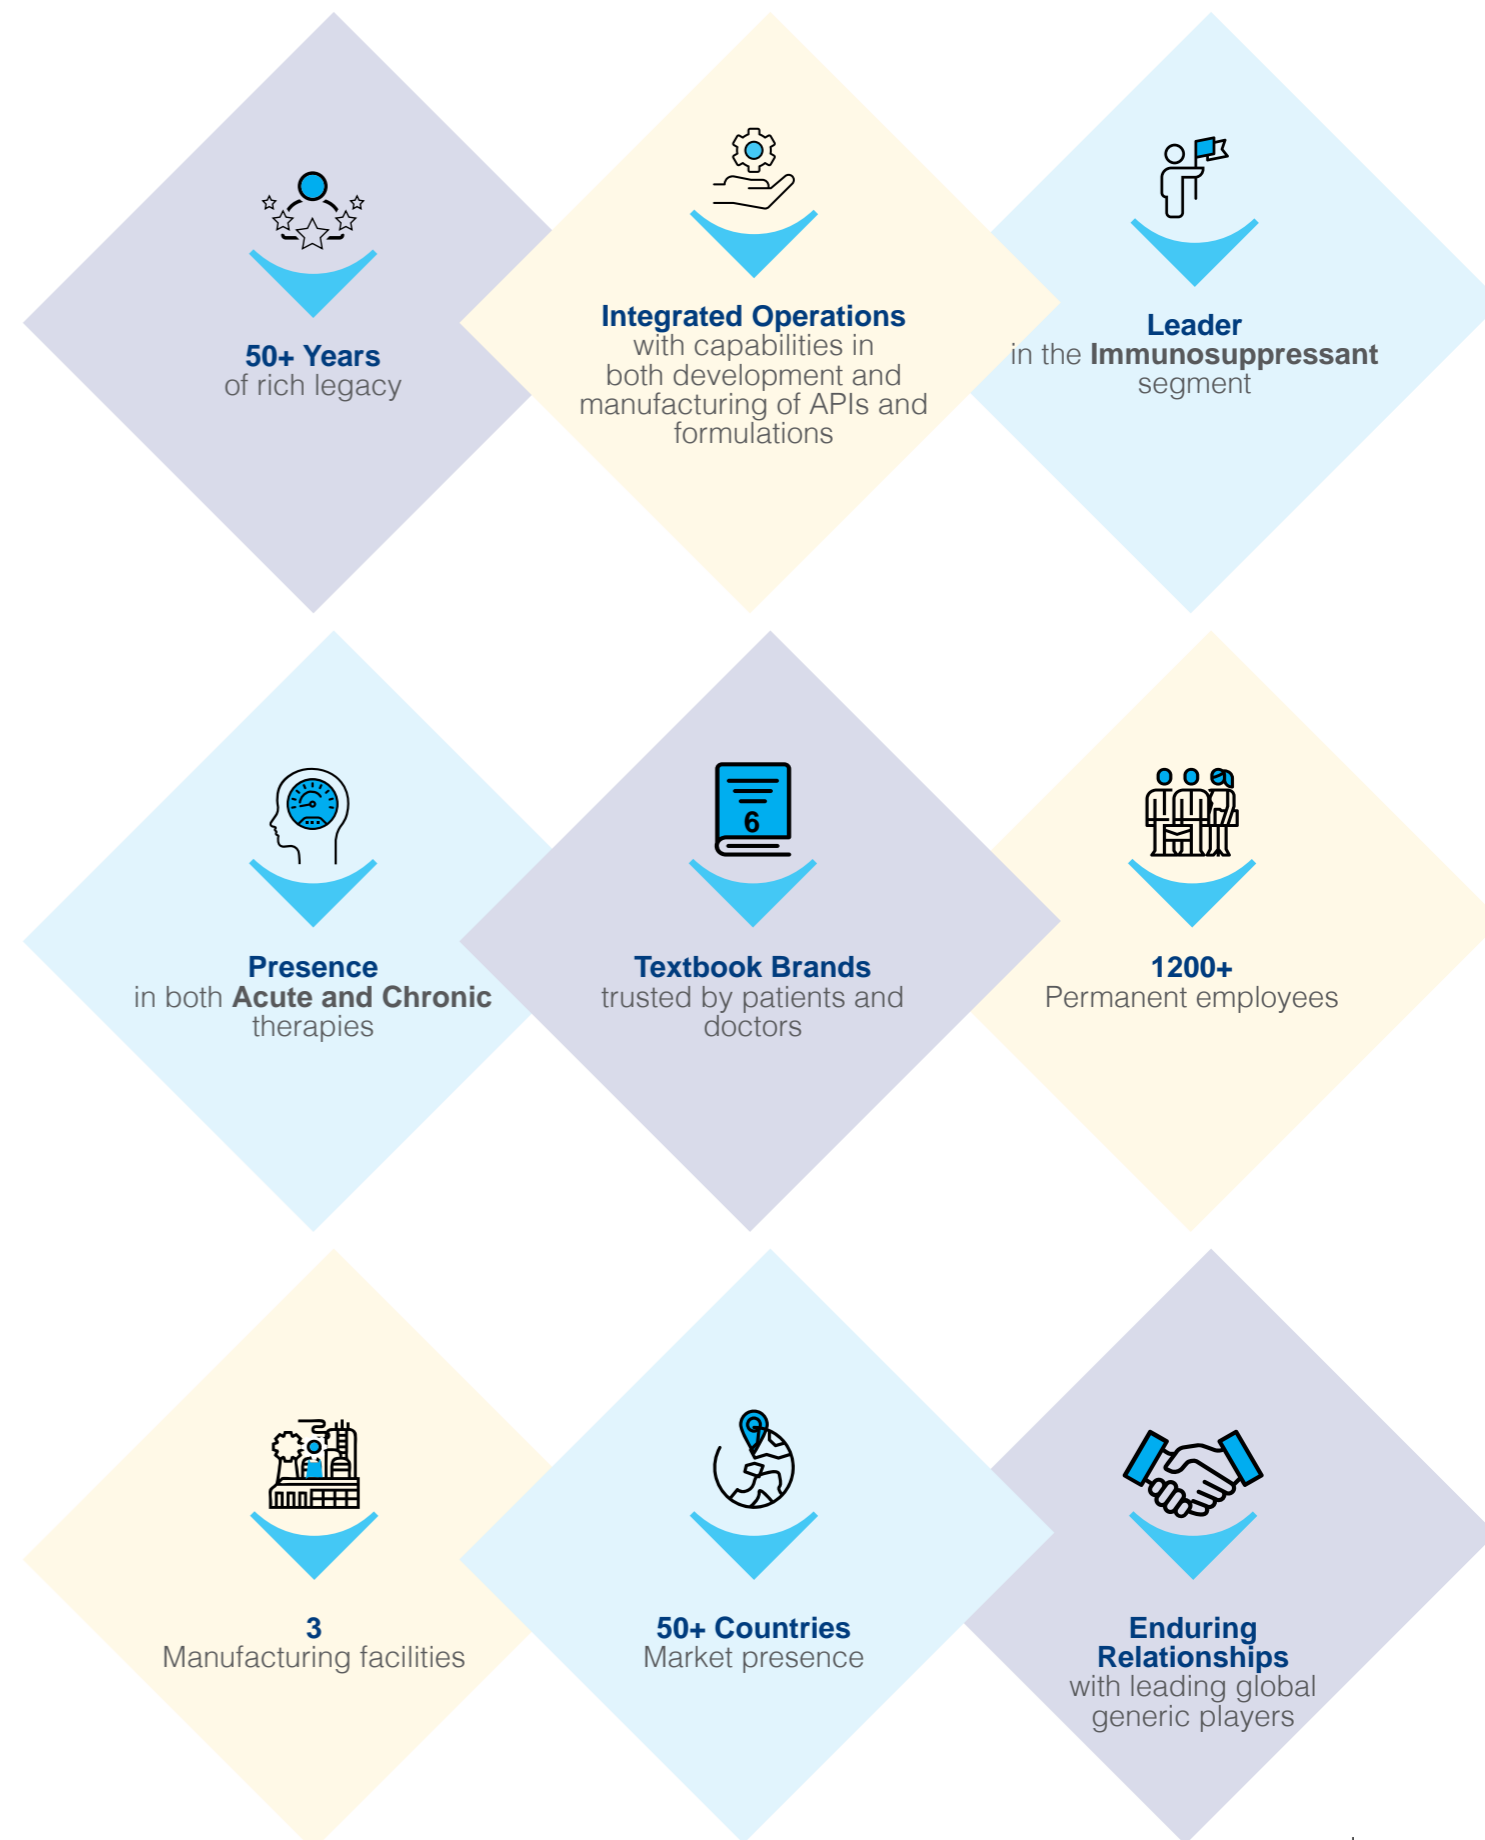 50+ Years
of rich legacy
Integrated Operations
with capabilities in
both development and
manufacturing of APIs and
formulations
Leader
in the Immunosuppressant
segment
Presence
in both Acute and Chronic
therapies
6
Textbook Brands
trusted by patients and
doctors
1200+
Permanent employees
3
Manufacturing facilities
50+ Countries
Market presence
Enduring
Relationships
with leading global
generic players